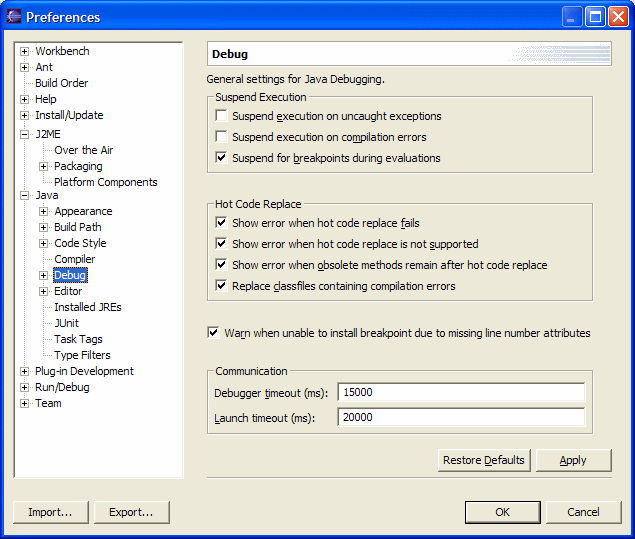 Preferences
Workbench
Ant
Build Order
Help
Install/Update
J2ME
Over the Air
Packaging
Platform Components
Java
Appearance
Build Path
Code Style
Compiler
Debug
Editor
Installed JREs
JUnit
Task Tags
Type Filters
Plug-in Development
Run/Debug
Team
Debug
General settings for Java Debugging.
Suspend Execution
Suspend execution on uncaught exceptions
Suspend execution on compilation errors
Suspend for breakpoints during evaluations
Hot Code Replace
Show error when hot code replace fails
Show error when hot code replace is not supported
Show error when obsolete methods remain after hot code replace
Replace classfiles containing compilation errors
Warn when unable to install breakpoint due to missing line number attributes
Communication
Debugger timeout (ms): 15000
Launch timeout (ms): 20000
Restore Defaults Apply
Import... Export... OK Cancel